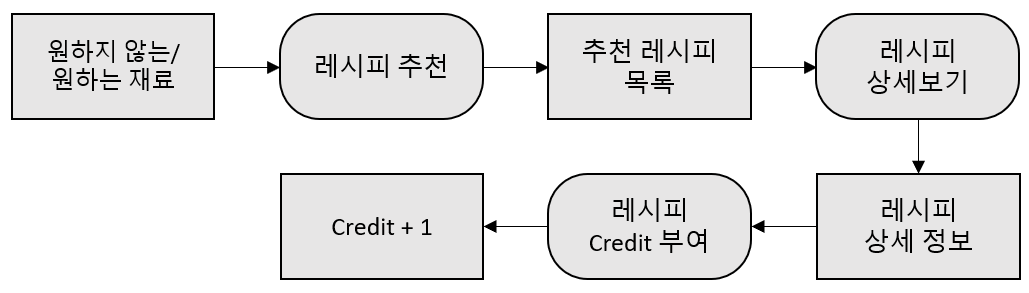 원하지 않는/
원하는 재료
레시피 추천
추천 레시피
목록
레시피
상세보기
레시피
상세 정보
레시피
Credit 부여
Credit + 1